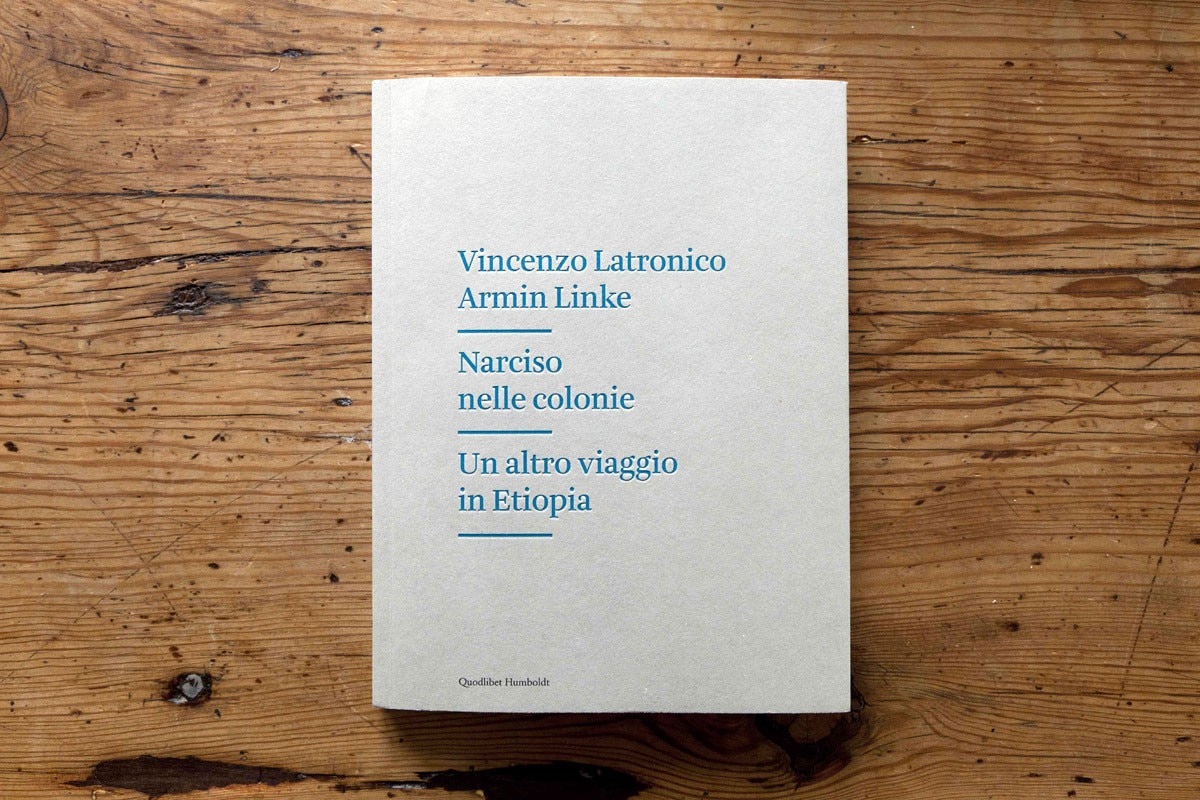 Vincenzo Latronico
Armin Linke
Narciso
nelle colonie
Un altro viaggio
in Etiopia
Quodlibet Humboldt